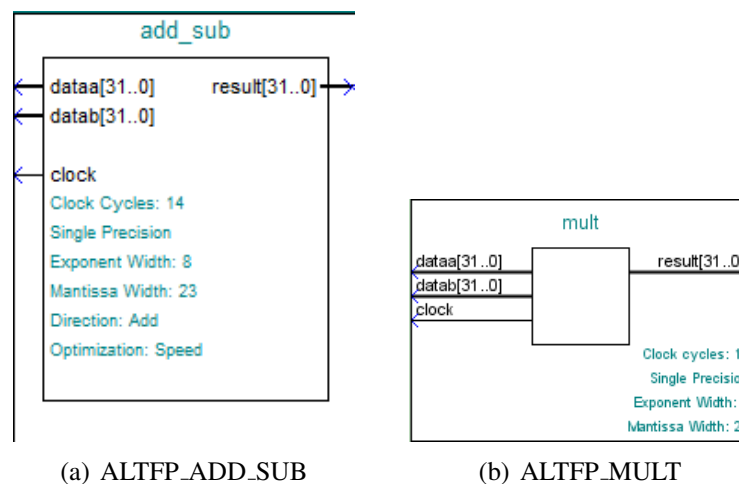 add_sub
dataa[31..0] result[31..0]
datab[31..0]
clock
Clock Cycles: 14
Single Precision
Exponent Width: 8
Mantissa Width: 23
Direction: Add
Optimization: Speed
(a) ALTFP_ADD_SUB
mult
dataa[31..0] result[31..0
datab[31..0]
clock
Clock cycles: 1
Single Precisio
Exponent Width:
Mantissa Width: 2
(b) ALTFP_MULT